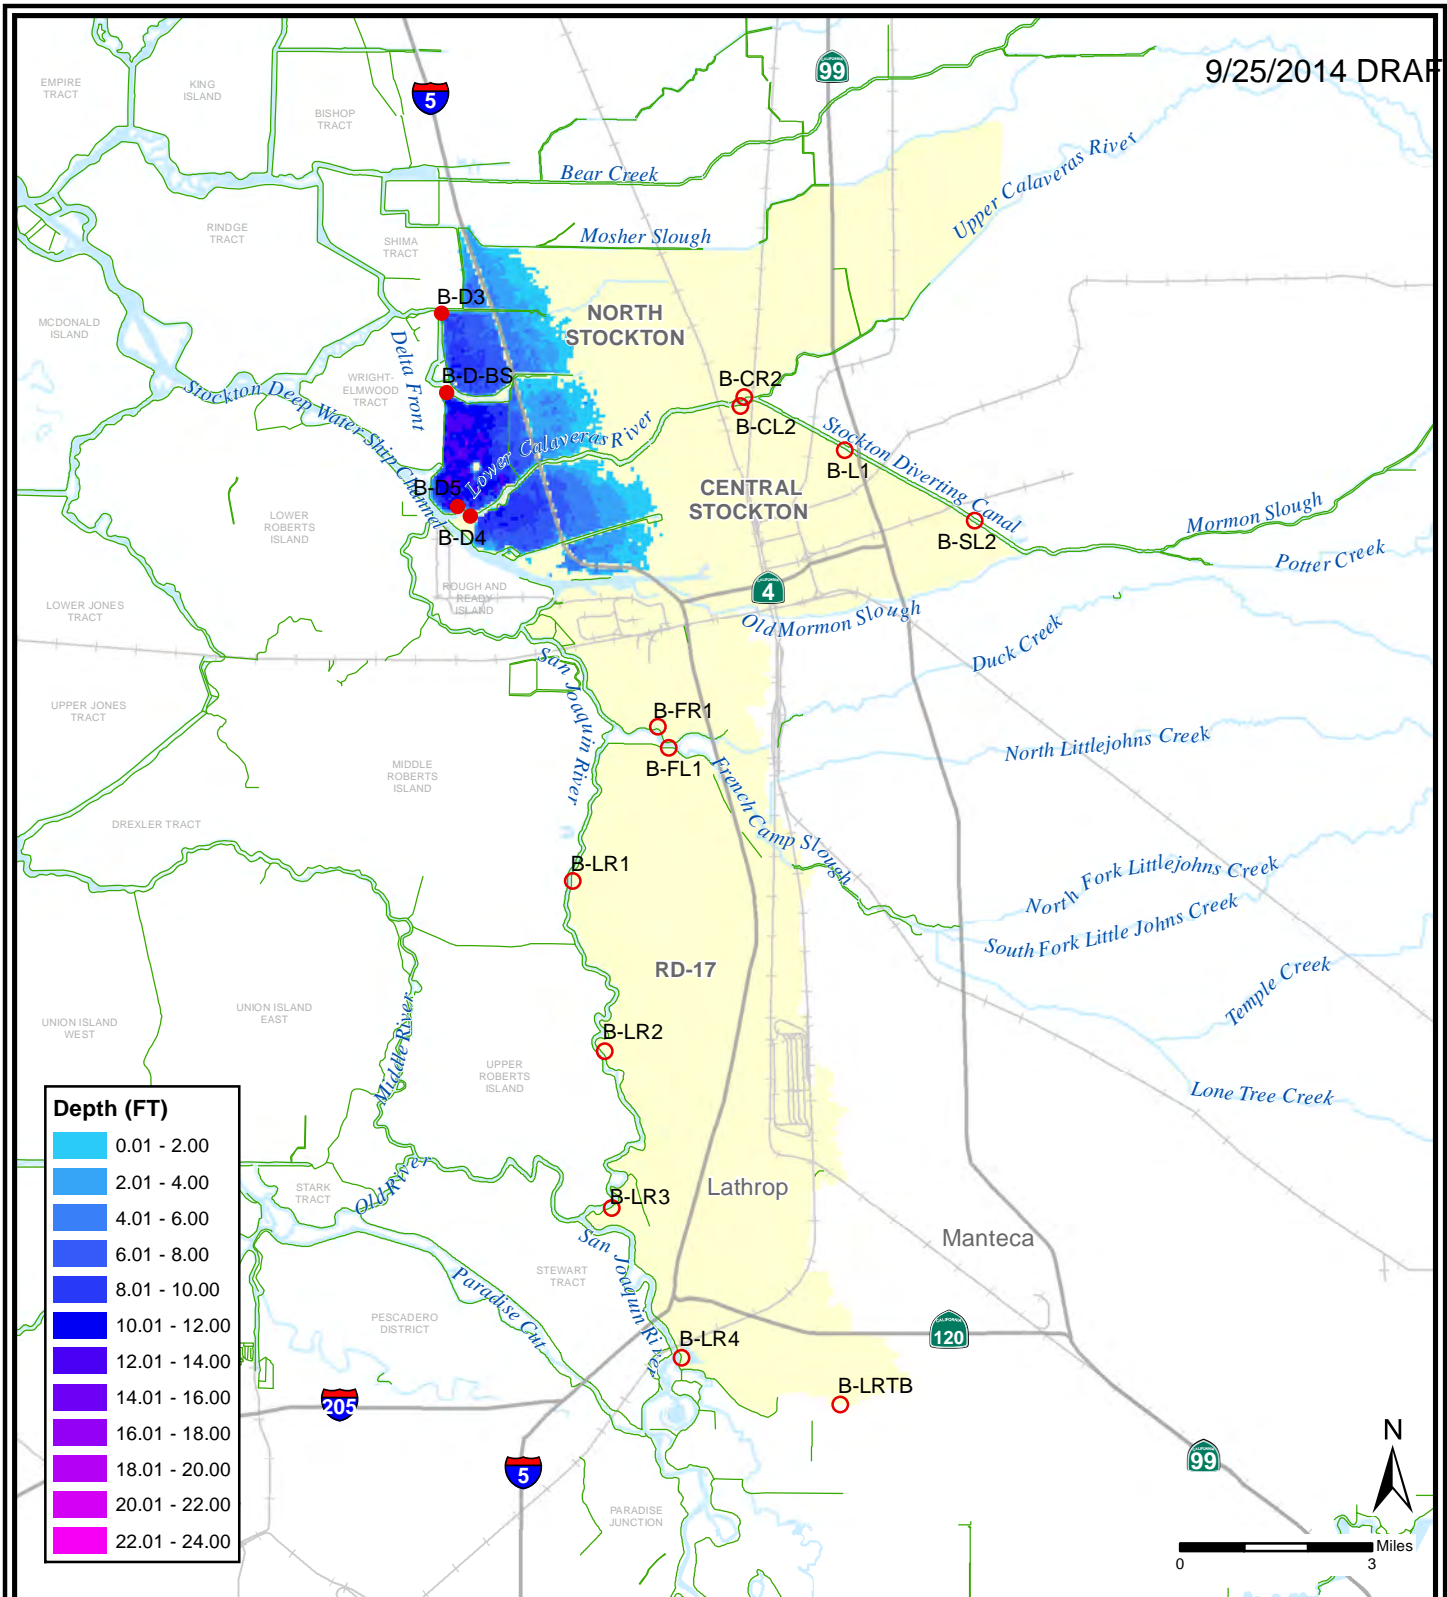 9/25/2014 DRAF
EMPIRE
TRACT
KING
ISLAND
BISHOP
TRACT
5
CALIFORNIA
99
Bear Creek
Upper Calaveras River
RINDGE
TRACT
SHIMA
TRACT
Mosher Slough
B-D3
NORTH
STOCKTON
MCDONALD
ISLAND
Delta Front
WRIGHT-
ELMWOOD
TRACT
B-D-BS
B-CR2
B-CL2
Stockton Deep Water Ship Channel
Lower Calaveras River
Stockton Diverting Canal
B-L1
B-D5
CENTRAL
STOCKTON
B-D4
LOWER
ROBERTS
ISLAND
B-SL2
Mormon Slough
Potter Creek
ROUGH AND
READY
ISLAND
CALIFORNIA
4
LOWER JONES
TRACT
Old Mormon Slough
Duck Creek
San Joaquin River
UPPER JONES
TRACT
B-FR1
B-FL1
North Littlejohns Creek
MIDDLE
ROBERTS
ISLAND
French Camp Slough
DREXLER TRACT
B-LR1
North Fork Littlejohns Creek
South Fork Little Johns Creek
RD-17
Temple Creek
UNION ISLAND
WEST
UNION ISLAND
EAST
Middle River
B-LR2
UPPER
ROBERTS
ISLAND
Lone Tree Creek
Depth (FT)
0.01 - 2.00
2.01 - 4.00
4.01 - 6.00
6.01 - 8.00
8.01 - 10.00
10.01 - 12.00
12.01 - 14.00
14.01 - 16.00
16.01 - 18.00
18.01 - 20.00
20.01 - 22.00
22.01 - 24.00
STARK
TRACT
Old River
B-LR3
Lathrop
Manteca
San Joaquin River
STEWART
TRACT
Paradise Cut
PESCADERO
DISTRICT
CALIFORNIA
120
B-LR4
B-LRTB
205
5
CALIFORNIA
99
N
PARADISE
JUNCTION
Miles
0 3